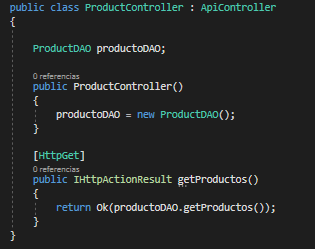 public class ProductController : ApiController
{
ProductDAO productoDAO;
0 referencias
public ProductController()
{
productoDAO = new ProductDAO();
}
[HttpGet]
0 referencias
public IHttpActionResult getProductos()
{
return Ok(productoDAO.getProductos());
}
}